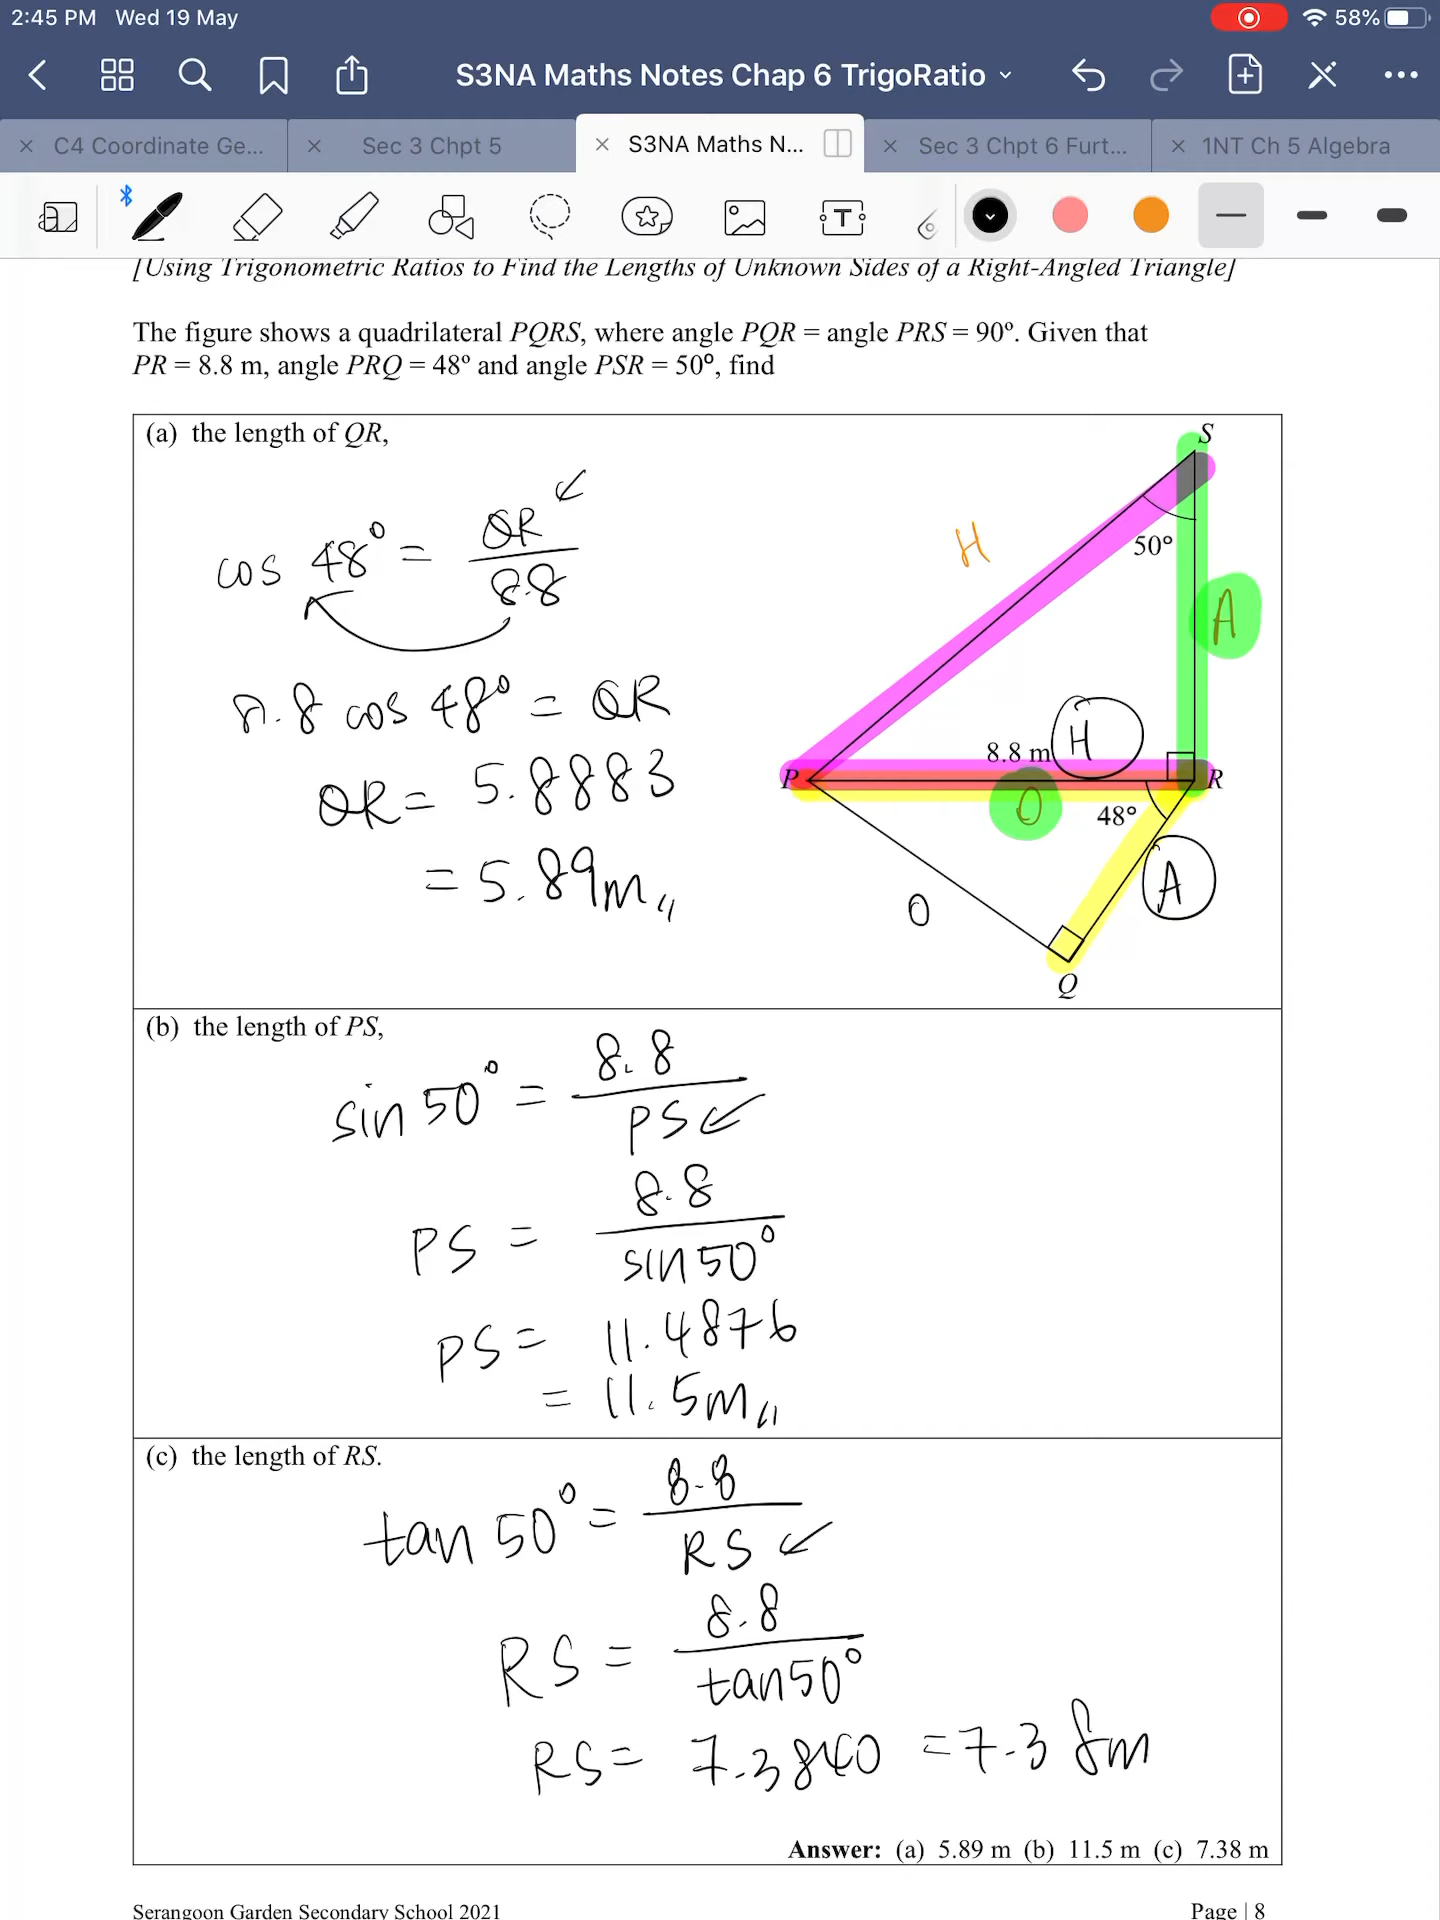 2:45 PM Wed 19 May 58%
S3NA Maths Notes Chap 6 TrigoRatio
C4 Coordinate Ge... Sec 3 Chpt 5 S3NA Maths N... Sec 3 Chpt 6 Furt... 1NT Ch 5 Algebra
[Using Trigonometric Ratios to Find the Lengths of Unknown Sides of a Right-Angled Triangle]
The figure shows a quadrilateral PQRS, where angle PQR = angle PRS = 90º. Given that
PR = 8.8 m, angle PRQ = 48º and angle PSR = 50º, find
(a) the length of QR,
cos 48° = QR / 8.8
8.8 cos 48° = QR
QR = 5.8883
= 5.89m
S
H
50°
A
8.8 m
H
P
R
O
48°
A
O
Q
(b) the length of PS,
sin 50° = 8.8 / PS
PS = 8.8 / sin 50°
PS = 11.4876
= 11.5m
(c) the length of RS.
tan 50° = 8.8 / RS
RS = 8.8 / tan 50°
RS = 7.3840 = 7.38m
Answer: (a) 5.89 m (b) 11.5 m (c) 7.38 m
Serangoon Garden Secondary School 2021
Page | 8